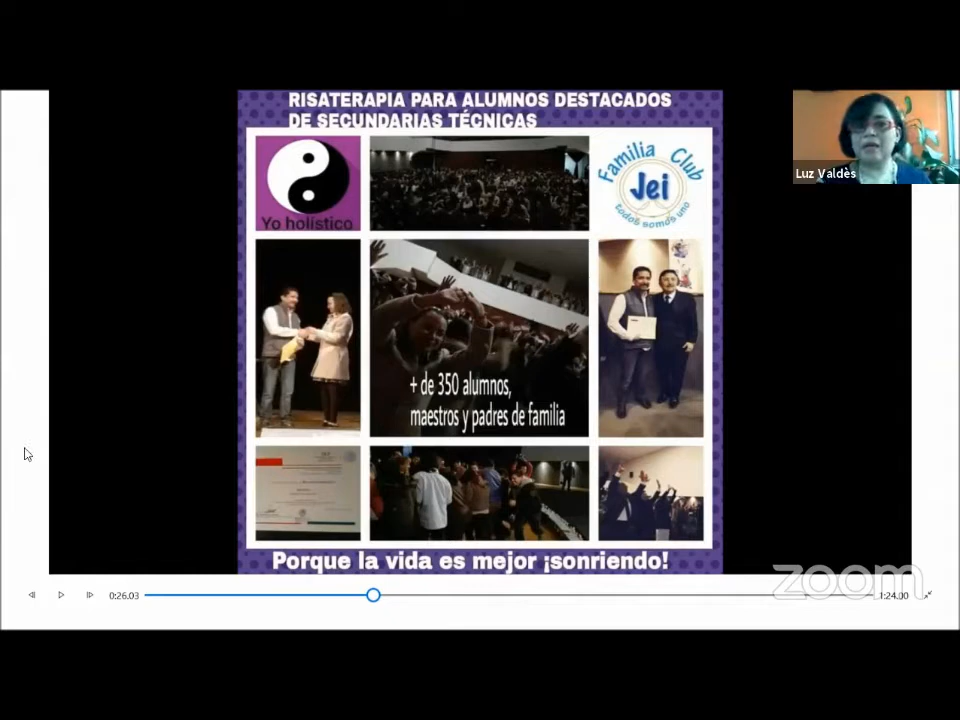 RISATERAPIA PARA ALUMNOS DESTACADOS
DE SECUNDARIAS TÉCNICAS
Yo holístico
Familia Club
Jei
todos somos uno
Luz Valdès
+ de 350 alumnos,
maestros y padres de familia
Porque la vida es mejor ¡sonriendo!
zoom
0:26.03
1:24.00